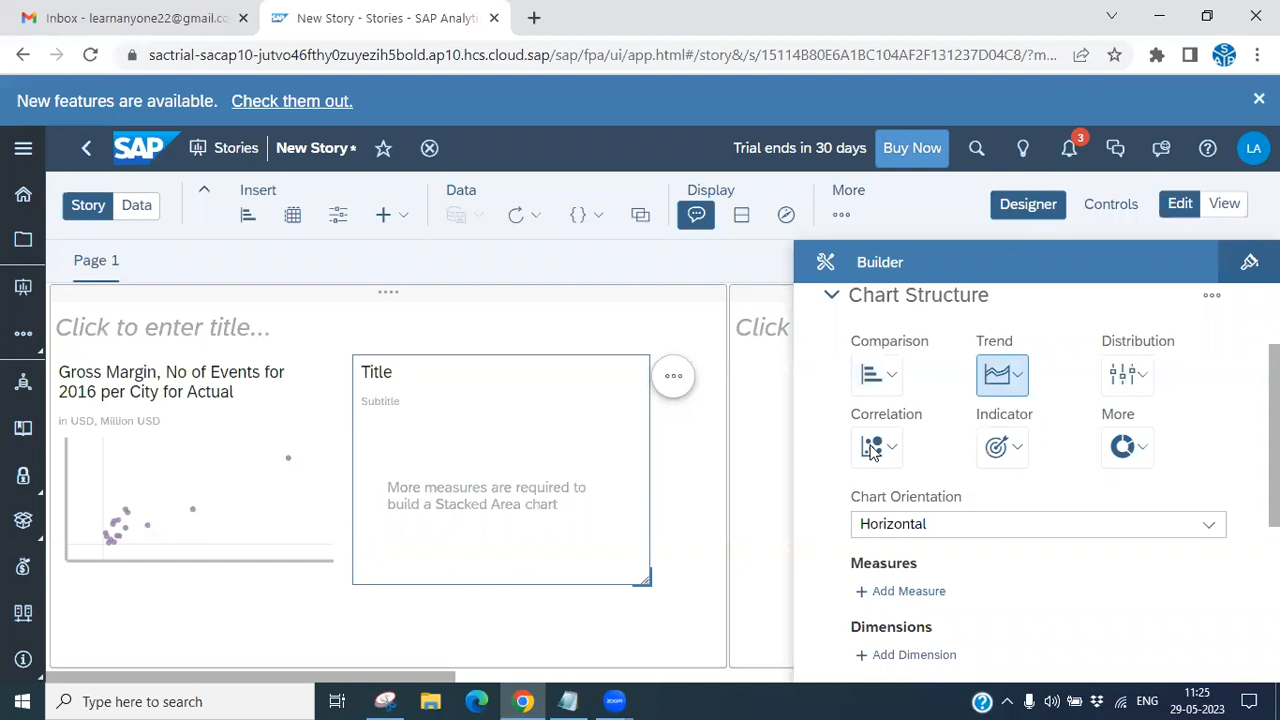 Inbox - learnanyone22@gmail.co
New Story - Stories - SAP Analyti
sactrial-sacap10-jutvo46fthy0zuyezih5bold.ap10.hcs.cloud.sap/sap/fpa/ui/app.html#/story&/s/15114B80E6A1BC104AF2F131237D04C8/?m...
New features are available. Check them out.
SAP Stories New Story * Trial ends in 30 days Buy Now 3 LA
Story Data Insert Data Display More Designer Controls Edit View
Page 1
Builder
Click to enter title...
Click
Gross Margin, No of Events for
2016 per City for Actual
in USD, Million USD
Title
Subtitle
More measures are required to
build a Stacked Area chart
Chart Structure
Comparison Trend Distribution
Correlation Indicator More
Chart Orientation
Horizontal
Measures
+ Add Measure
Dimensions
+ Add Dimension
Type here to search
zoom
ENG
11:25
29-05-2023